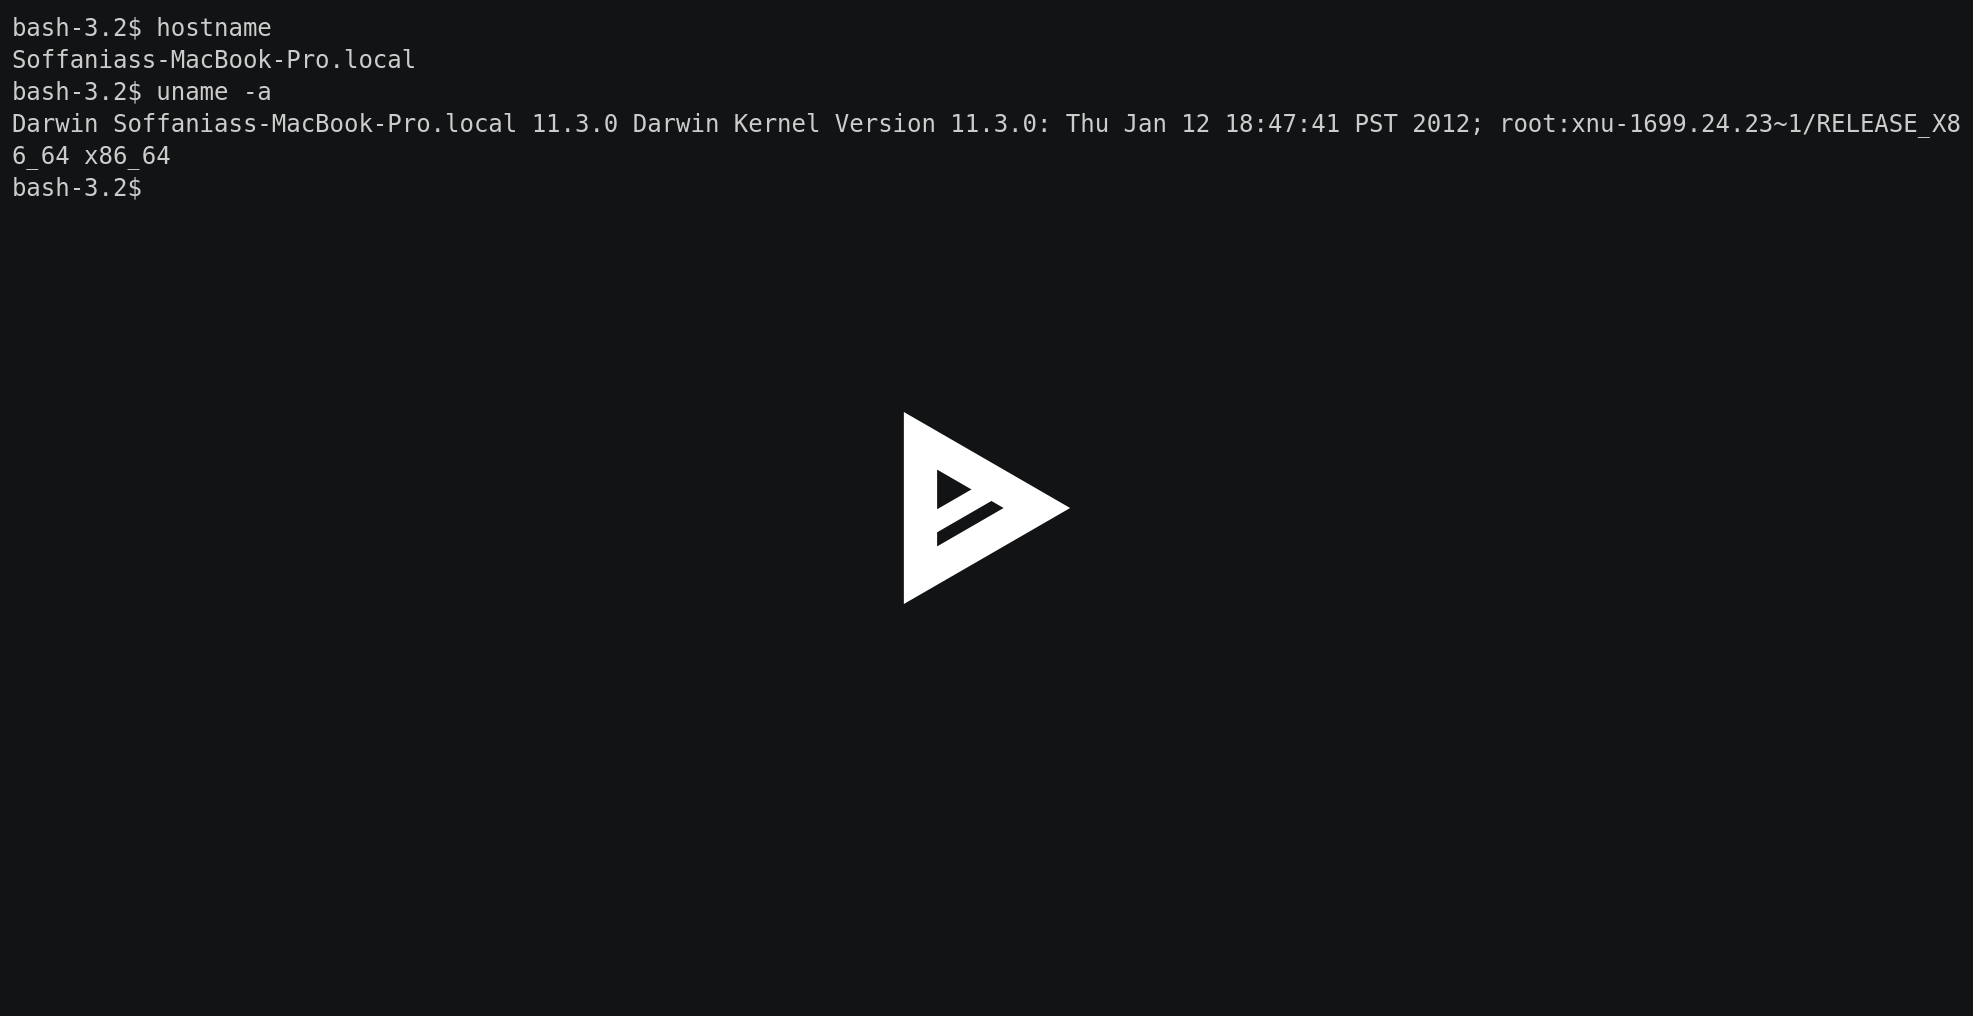 bash-3.2$ hostname
Soffaniass-MacBook-Pro.local
bash-3.2$ uname -a
Darwin Soffaniass-MacBook-Pro.local 11.3.0 Darwin Kernel Version 11.3.0: Thu Jan 12 18:47:41 PST 2012; root:xnu-1699.24.23~1/RELEASE_X8
6_64 x86_64
bash-3.2$